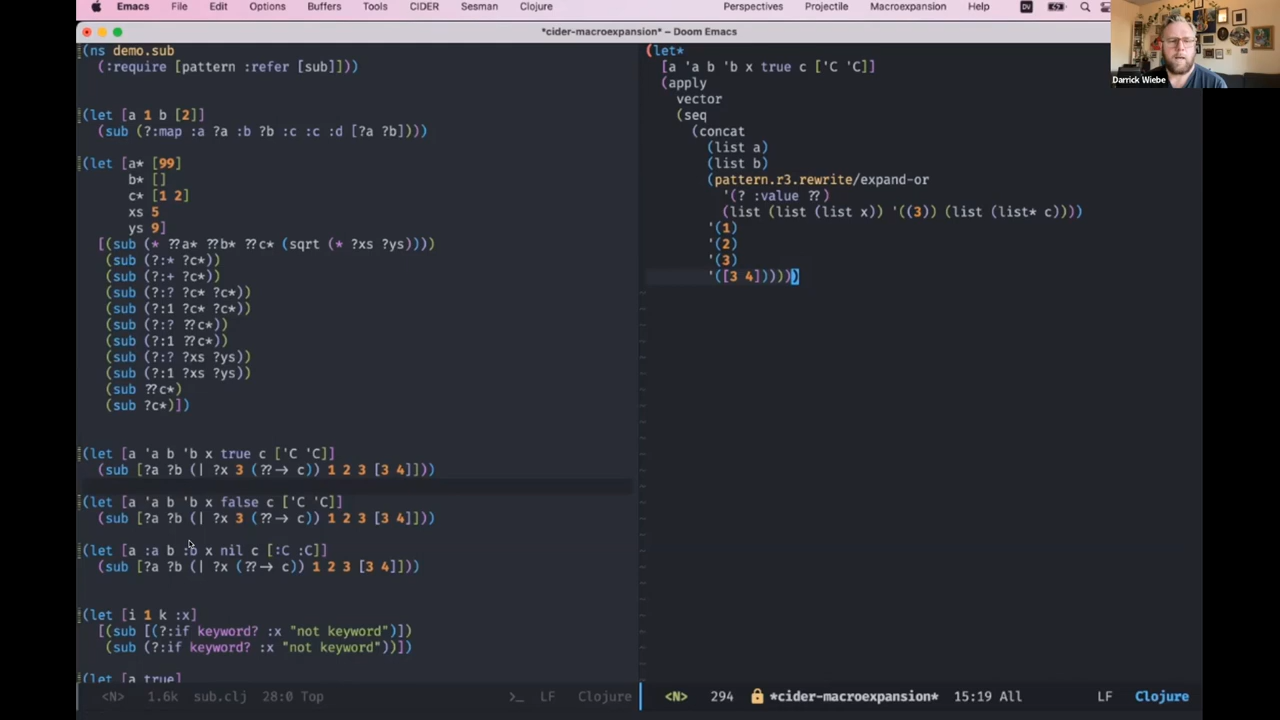 Emacs File Edit Options Buffers Tools CIDER Sesman Clojure Perspectives Projectile Macroexpansion Help DV
*cider-macroexpansion* – Doom Emacs
Darrick Wiebe
(ns demo.sub
  (:require [pattern :refer [sub]]))
(let [a 1 b [2]]
  (sub (?:map :a ?a :b ?b :c :c :d [?a ?b])))
(let [a* [99]
      b* []
      c* [1 2]
      xs 5
      ys 9]
  [(sub (* ??a* ??b* ??c* (sqrt (* ?xs ?ys))))
   (sub (?:* ?c*))
   (sub (?:+ ?c*))
   (sub (?:? ?c* ?c*))
   (sub (?:1 ?c* ?c*))
   (sub (?:? ??c*))
   (sub (?:1 ??c*))
   (sub (?:? ?xs ?ys))
   (sub (?:1 ?xs ?ys))
   (sub ??c*)
   (sub ?c*)])
(let [a 'a b 'b x true c ['C 'C]]
  (sub [?a ?b (| ?x 3 (??→ c)) 1 2 3 [3 4]]))
(let [a 'a b 'b x false c ['C 'C]]
  (sub [?a ?b (| ?x 3 (??→ c)) 1 2 3 [3 4]]))
(let [a :a b :b x nil c [:C :C]]
  (sub [?a ?b (| ?x (??→ c)) 1 2 3 [3 4]]))
(let [i 1 k :x]
  [(sub [(?:if keyword? :x "not keyword")])
   (sub (?:if keyword? :x "not keyword"))])
(let [a true]
<N> 1.6k sub.clj 28:0 Top >_ LF Clojure
(let*
  [a 'a b 'b x true c ['C 'C]]
  (apply
    vector
    (seq
      (concat
        (list a)
        (list b)
        (pattern.r3.rewrite/expand-or
          '(? :value ??)
          (list (list (list x)) '((3)) (list (list* c))))
        '(1)
        '(2)
        '(3)
        '([3 4])))))
<N> 294 *cider-macroexpansion* 15:19 All LF Clojure